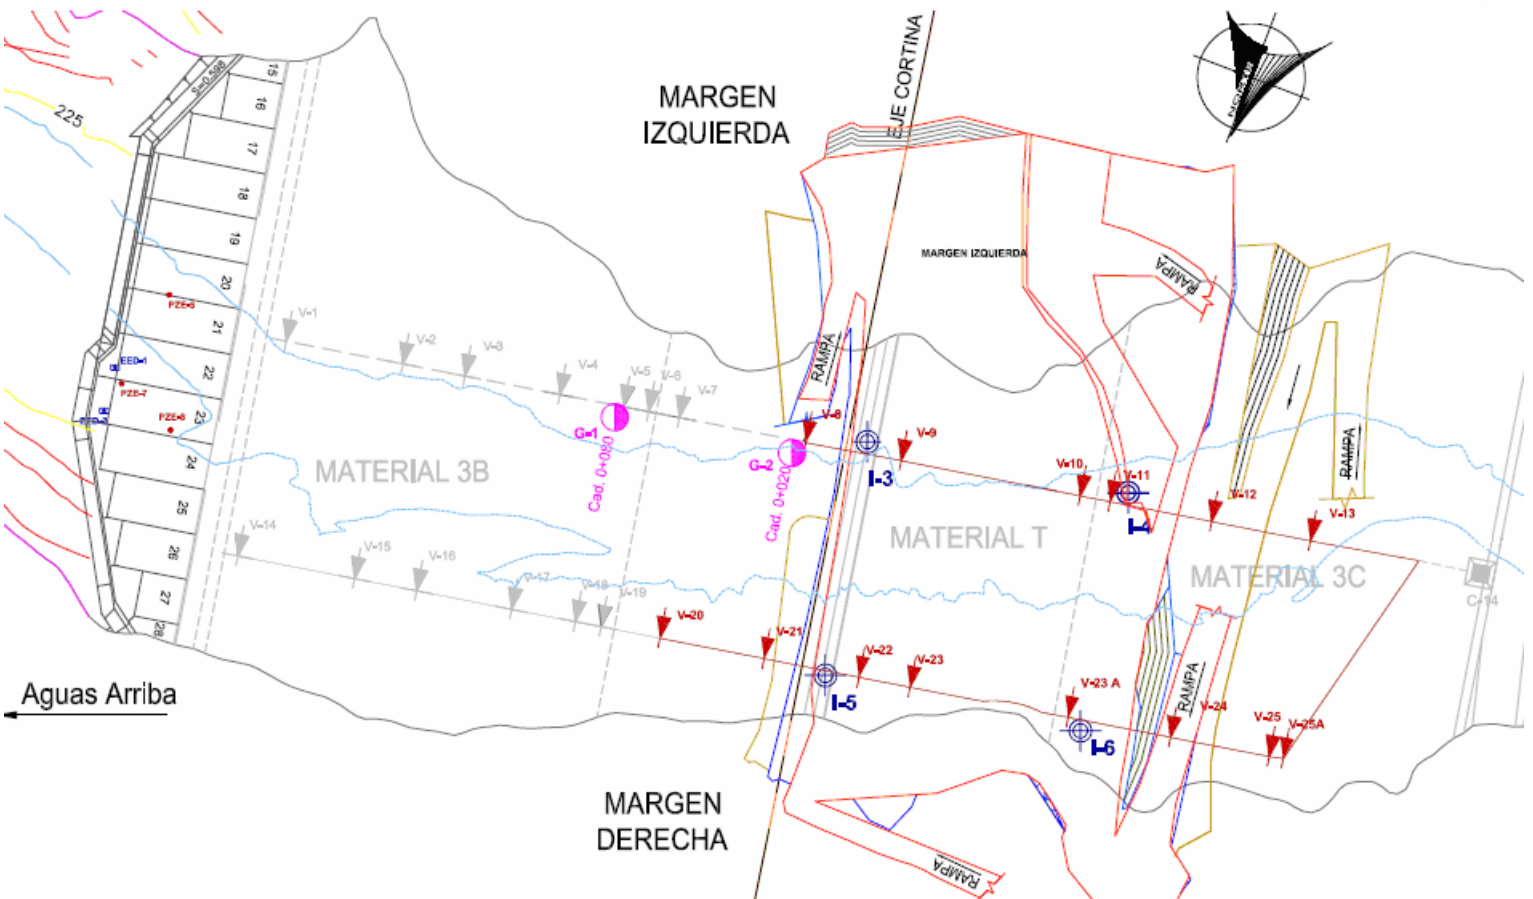 EJE CORTINA
MARGEN
IZQUIERDA
225
S=0.598
15
16
17
18
19
20
21
22
23
24
25
26
27
28
MARGEN IZQUIERDA
RAMPA
RAMPA
RAMPA
PZE-5
EED-1
PZE-7
PZE-6
V-1
V-2
V-3
V-4
V-5
V-6
V-7
V-8
V-9
V-10
V-11
V-12
V-13
G-1
Cad. 0+080
G-2
Cad. 0+020
I-3
MATERIAL 3B
MATERIAL T
MATERIAL 3C
C-14
V-14
V-15
V-16
V-17
V-18
V-19
V-20
V-21
V-22
V-23
V-23 A
V-24
V-25
V-25A
I-5
I-6
RAMPA
Aguas Arriba
MARGEN
DERECHA
RAMPA